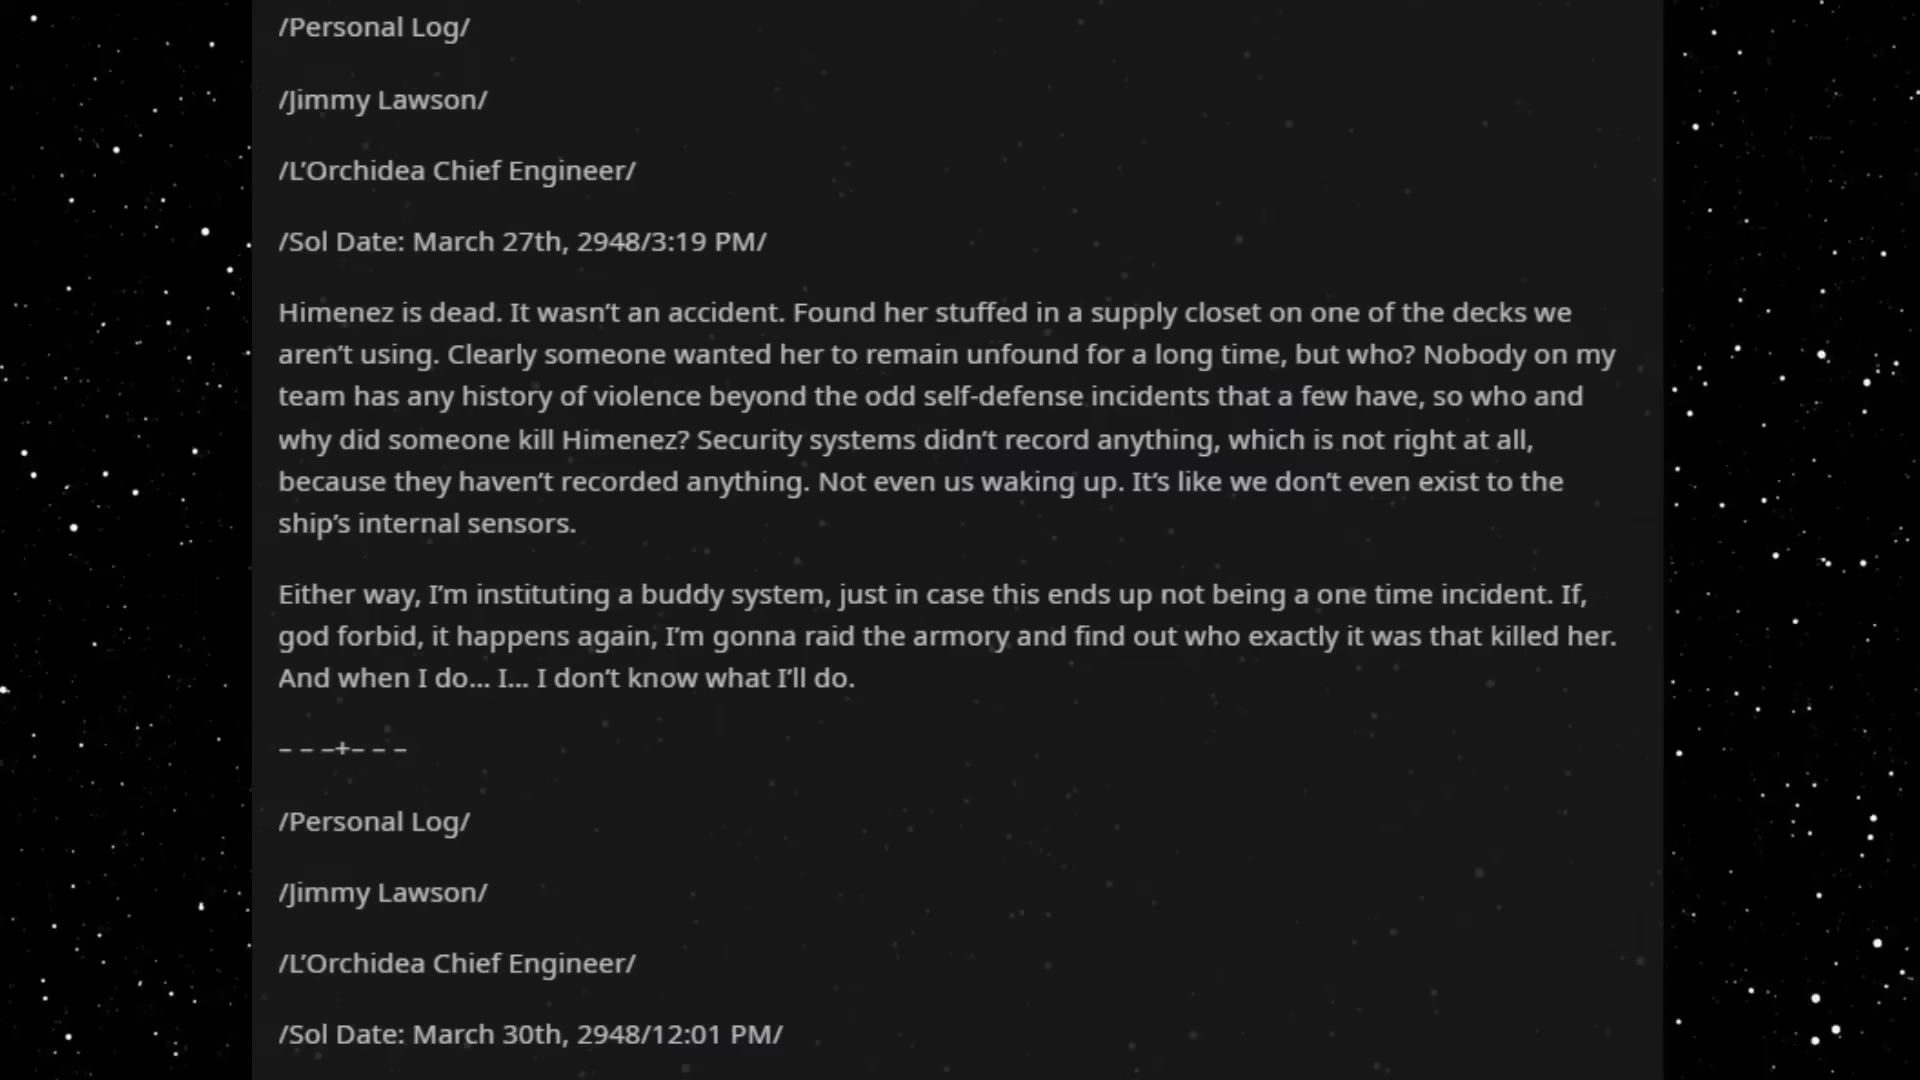 /Personal Log/
/Jimmy Lawson/
/L’Orchidea Chief Engineer/
/Sol Date: March 27th, 2948/3:19 PM/
Himenez is dead. It wasn’t an accident. Found her stuffed in a supply closet on one of the decks we
aren’t using. Clearly someone wanted her to remain unfound for a long time, but who? Nobody on my
team has any history of violence beyond the odd self-defense incidents that a few have, so who and
why did someone kill Himenez? Security systems didn’t record anything, which is not right at all,
because they haven’t recorded anything. Not even us waking up. It’s like we don’t even exist to the
ship’s internal sensors.
Either way, I’m instituting a buddy system, just in case this ends up not being a one time incident. If,
god forbid, it happens again, I’m gonna raid the armory and find out who exactly it was that killed her.
And when I do… I… I don’t know what I’ll do.
– – –+– – –
/Personal Log/
/Jimmy Lawson/
/L’Orchidea Chief Engineer/
/Sol Date: March 30th, 2948/12:01 PM/